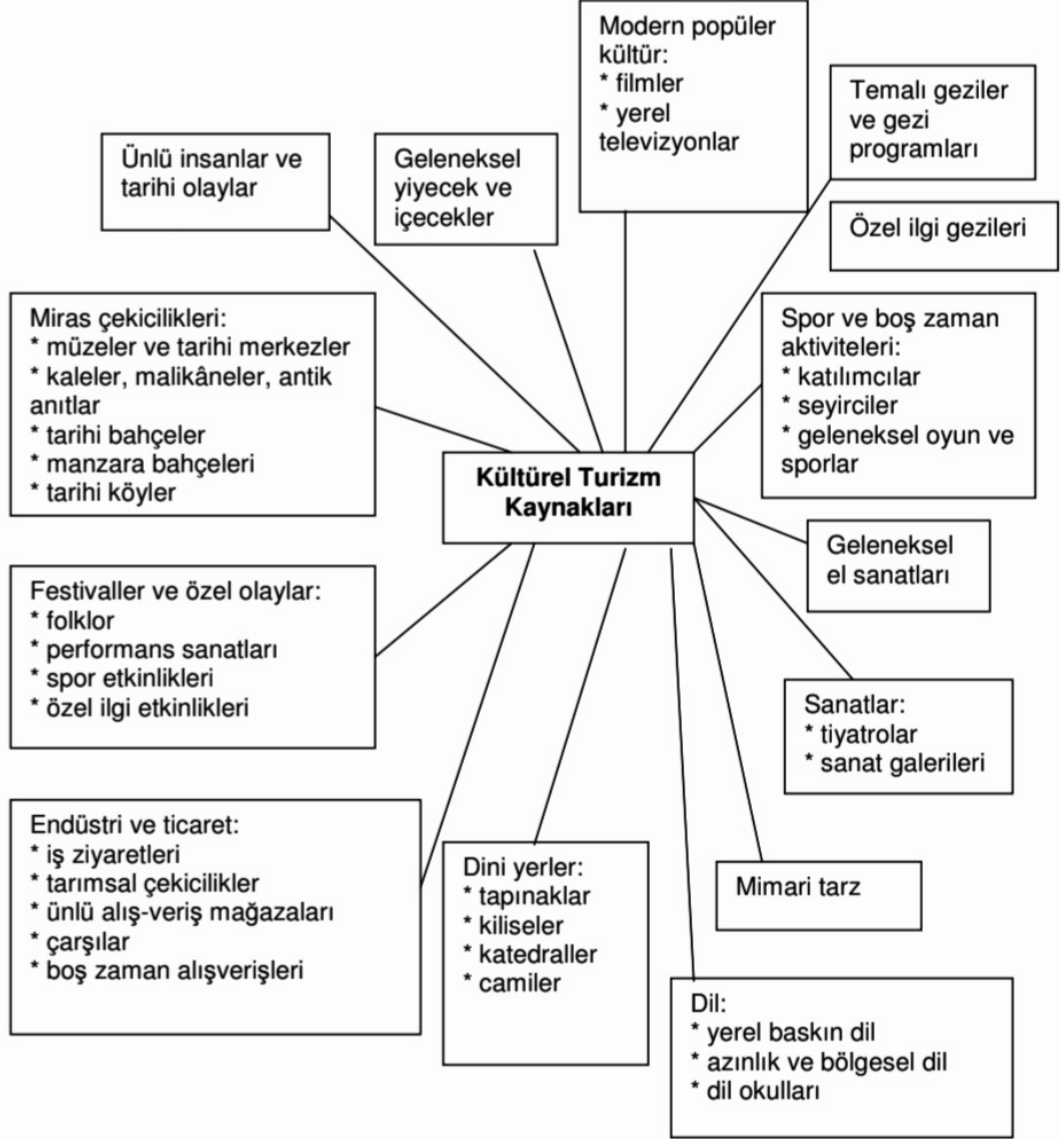 Modern popüler
kültür:
* filmler
* yerel
televizyonlar
Temalı geziler
ve gezi
programları
Ünlü insanlar ve
tarihi olaylar
Geleneksel
yiyecek ve
içecekler
Özel ilgi gezileri
Miras çekicilikleri:
* müzeler ve tarihi merkezler
* kaleler, malikâneler, antik
anıtlar
* tarihi bahçeler
* manzara bahçeleri
* tarihi köyler
Spor ve boş zaman
aktiviteleri:
* katılımcılar
* seyirciler
* geleneksel oyun ve
sporlar
Kültürel Turizm
Kaynakları
Geleneksel
el sanatları
Festivaller ve özel olaylar:
* folklor
* performans sanatları
* spor etkinlikleri
* özel ilgi etkinlikleri
Sanatlar:
* tiyatrolar
* sanat galerileri
Endüstri ve ticaret:
* iş ziyaretleri
* tarımsal çekicilikler
* ünlü alış-veriş mağazaları
* çarşılar
* boş zaman alışverişleri
Dini yerler:
* tapınaklar
* kiliseler
* katedraller
* camiler
Mimari tarz
Dil:
* yerel baskın dil
* azınlık ve bölgesel dil
* dil okulları